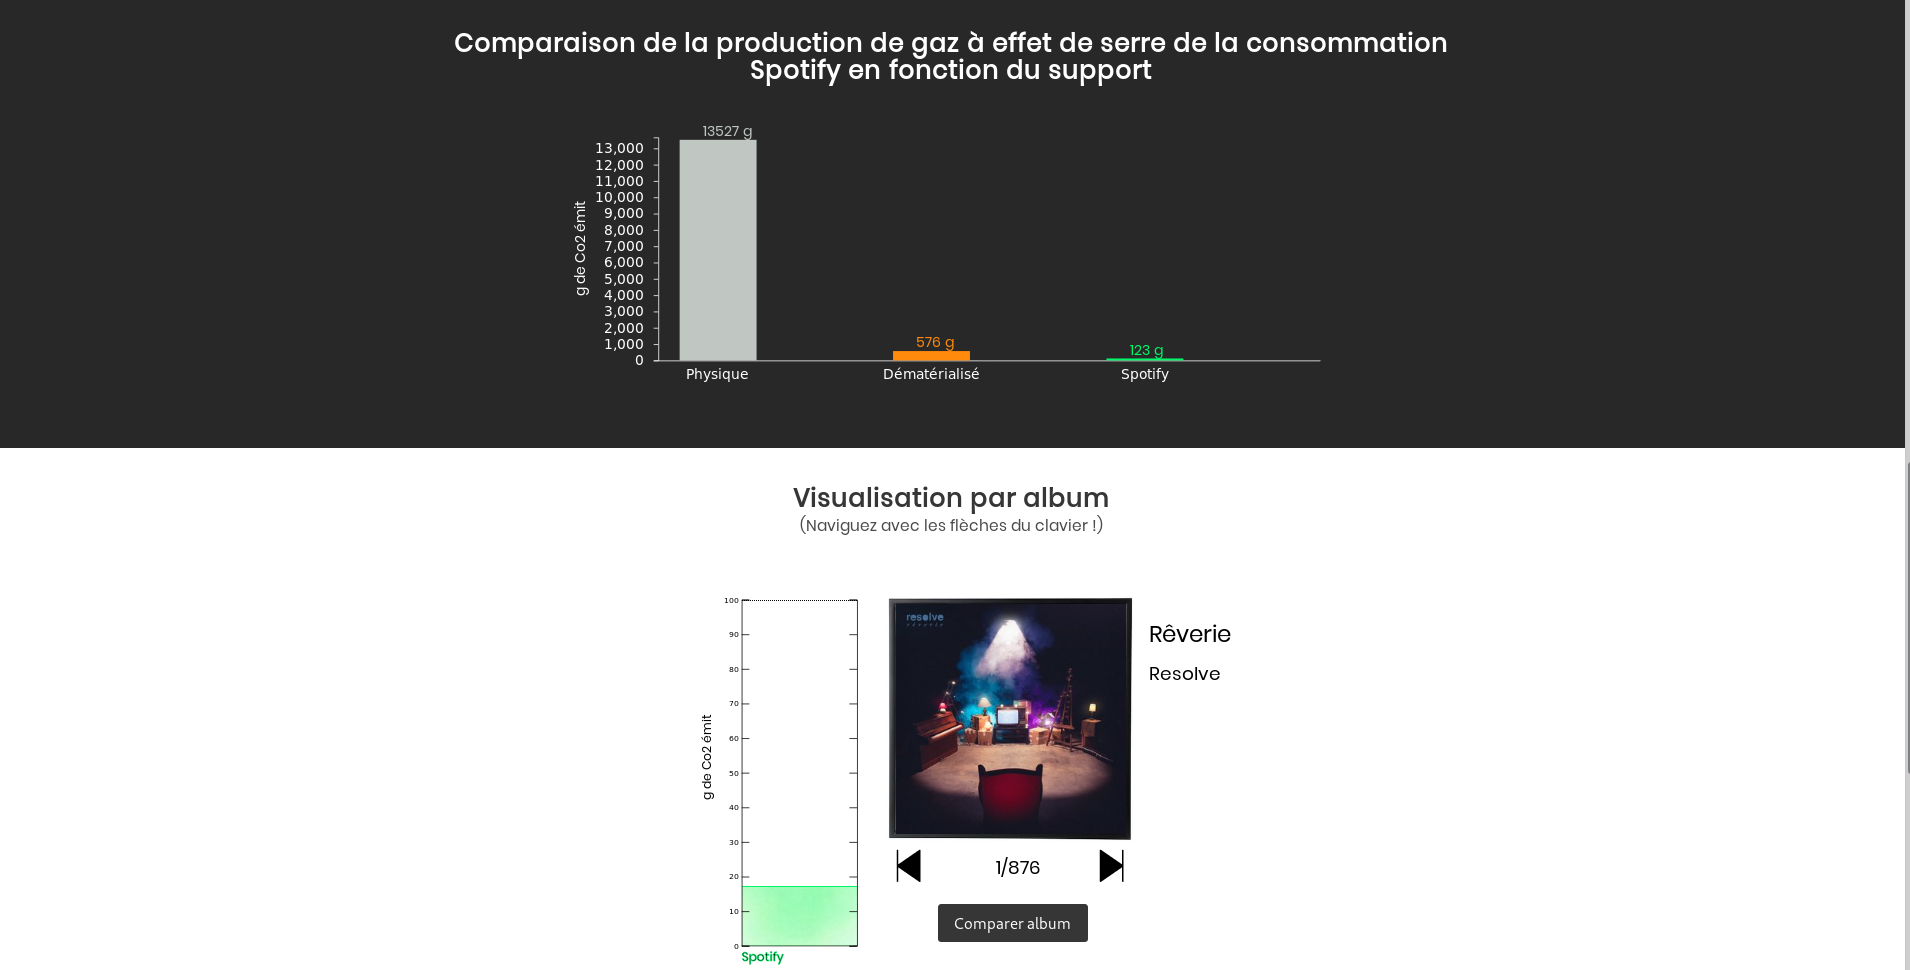 Comparaison de la production de gaz à effet de serre de la consommation
Spotify en fonction du support
13527 g
13,000
12,000
11,000
10,000
9,000
8,000
7,000
6,000
5,000
4,000
3,000
2,000
1,000
0
g de Co2 émit
576 g
123 g
Physique
Dématérialisé
Spotify
Visualisation par album
(Naviguez avec les flèches du clavier !)
100
90
80
70
60
50
40
30
20
10
0
g de Co2 émit
Spotify
resolve
rêverie
Rêverie
Resolve
1/876
Comparer album